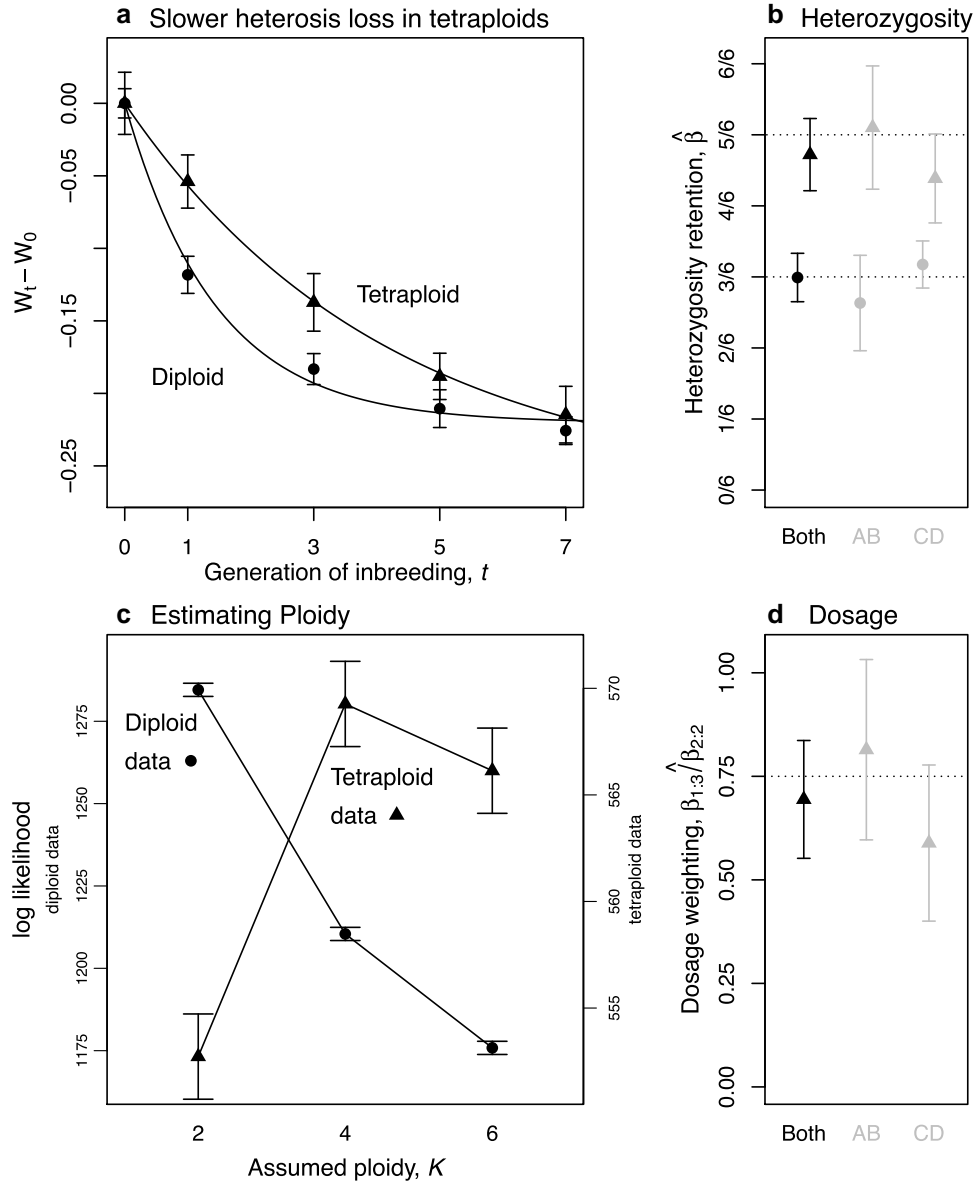 a Slower heterosis loss in tetraploids
0.00
−0.05
−0.15
−0.25
Wt − W0
Tetraploid
Diploid
0 1 3 5 7
Generation of inbreeding, t
b Heterozygosity
6/6
5/6
4/6
3/6
2/6
1/6
0/6
Heterozygosity retention, β̂
Both AB CD
c Estimating Ploidy
1275
1250
1225
1200
1175
log likelihood
diploid data
Diploid
data
Tetraploid
data
570
565
560
555
tetraploid data
2 4 6
Assumed ploidy, K
d Dosage
1.00
0.75
0.50
0.25
0.00
Dosage weighting, β1:3^/β2:2
Both AB CD